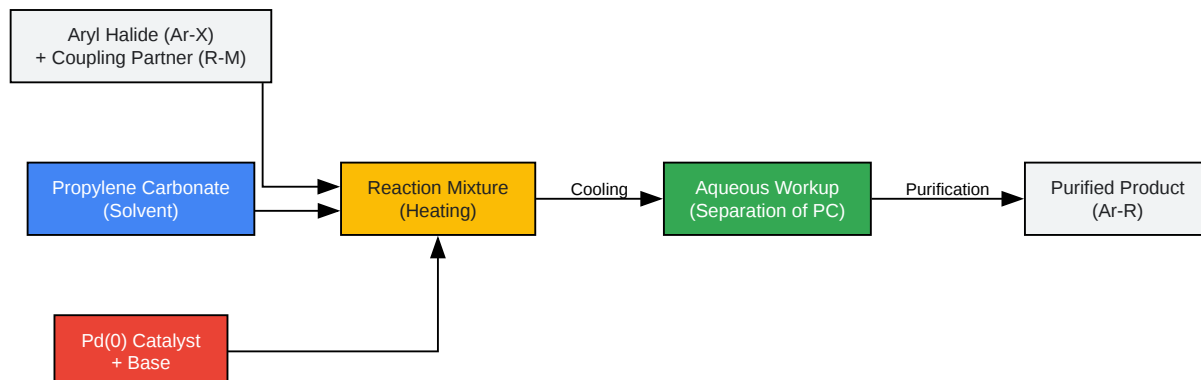 Aryl Halide (Ar-X)
+ Coupling Partner (R-M)
Propylene Carbonate
(Solvent)
Reaction Mixture
(Heating)
Cooling
Aqueous Workup
(Separation of PC)
Purification
Purified Product
(Ar-R)
Pd(0) Catalyst
+ Base